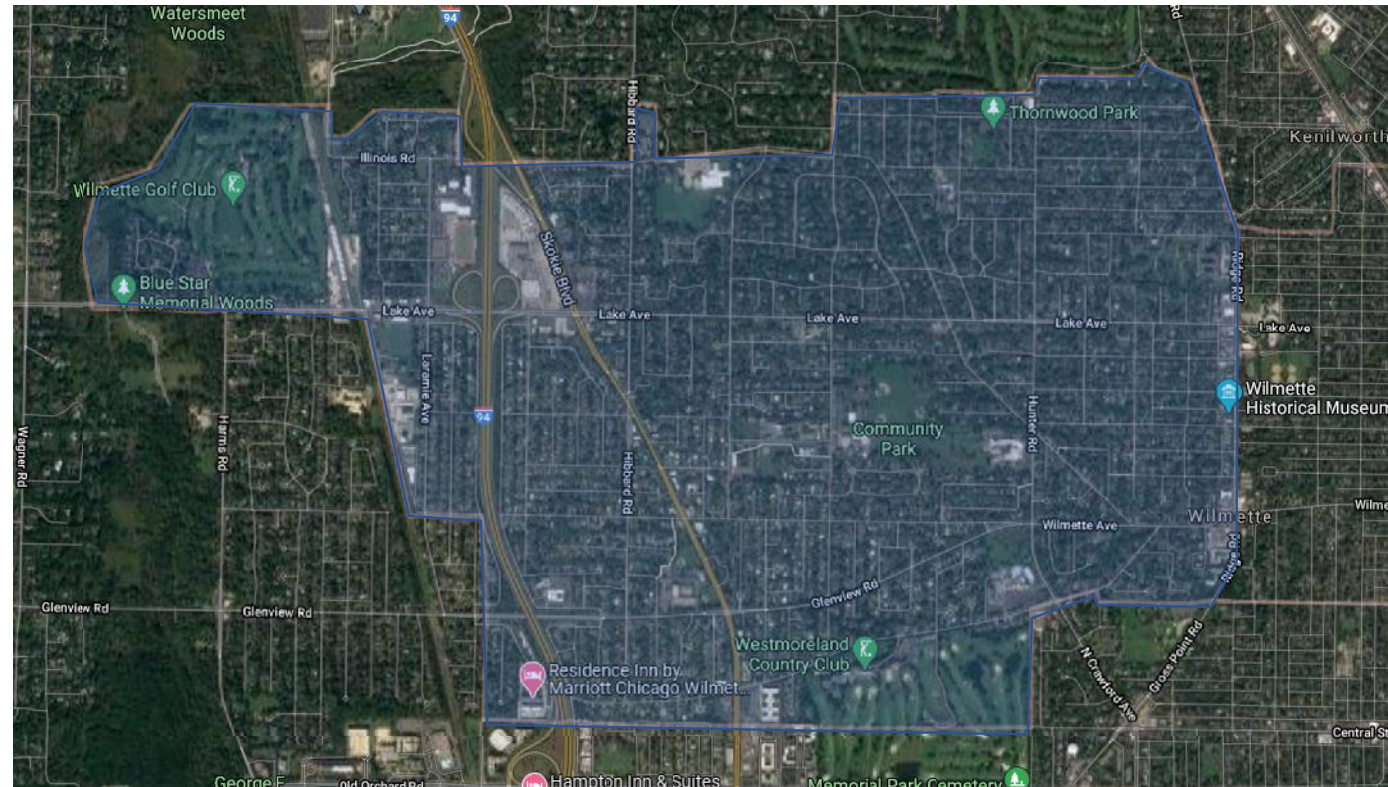 Watersmeet
Woods
94
Rd
Hibbard Rd
Thornwood Park
Kenilworth
Illinois Rd
Wilmette Golf Club
Skokie Blvd
Ridge Rd
Blue Star
Memorial Woods
Lake Ave
Lake Ave
Lake Ave
Lake Ave
Lake Ave
Laramie Ave
Wilmette
Historical Museum
94
Hunter Rd
Community
Park
Wagner Rd
Harms Rd
Hibbard Rd
Wilmette Ave
Wilmette
Wilme
Ridge Rd
Glenview Rd
Glenview Rd
Glenview Rd
Westmoreland
Country Club
Residence Inn by
Marriott Chicago Wilmet...
N Crawford Ave
Gross Point Rd
Central St
George F
Old Orchard Rd
Hampton Inn & Suites
Memorial Park Cemetery